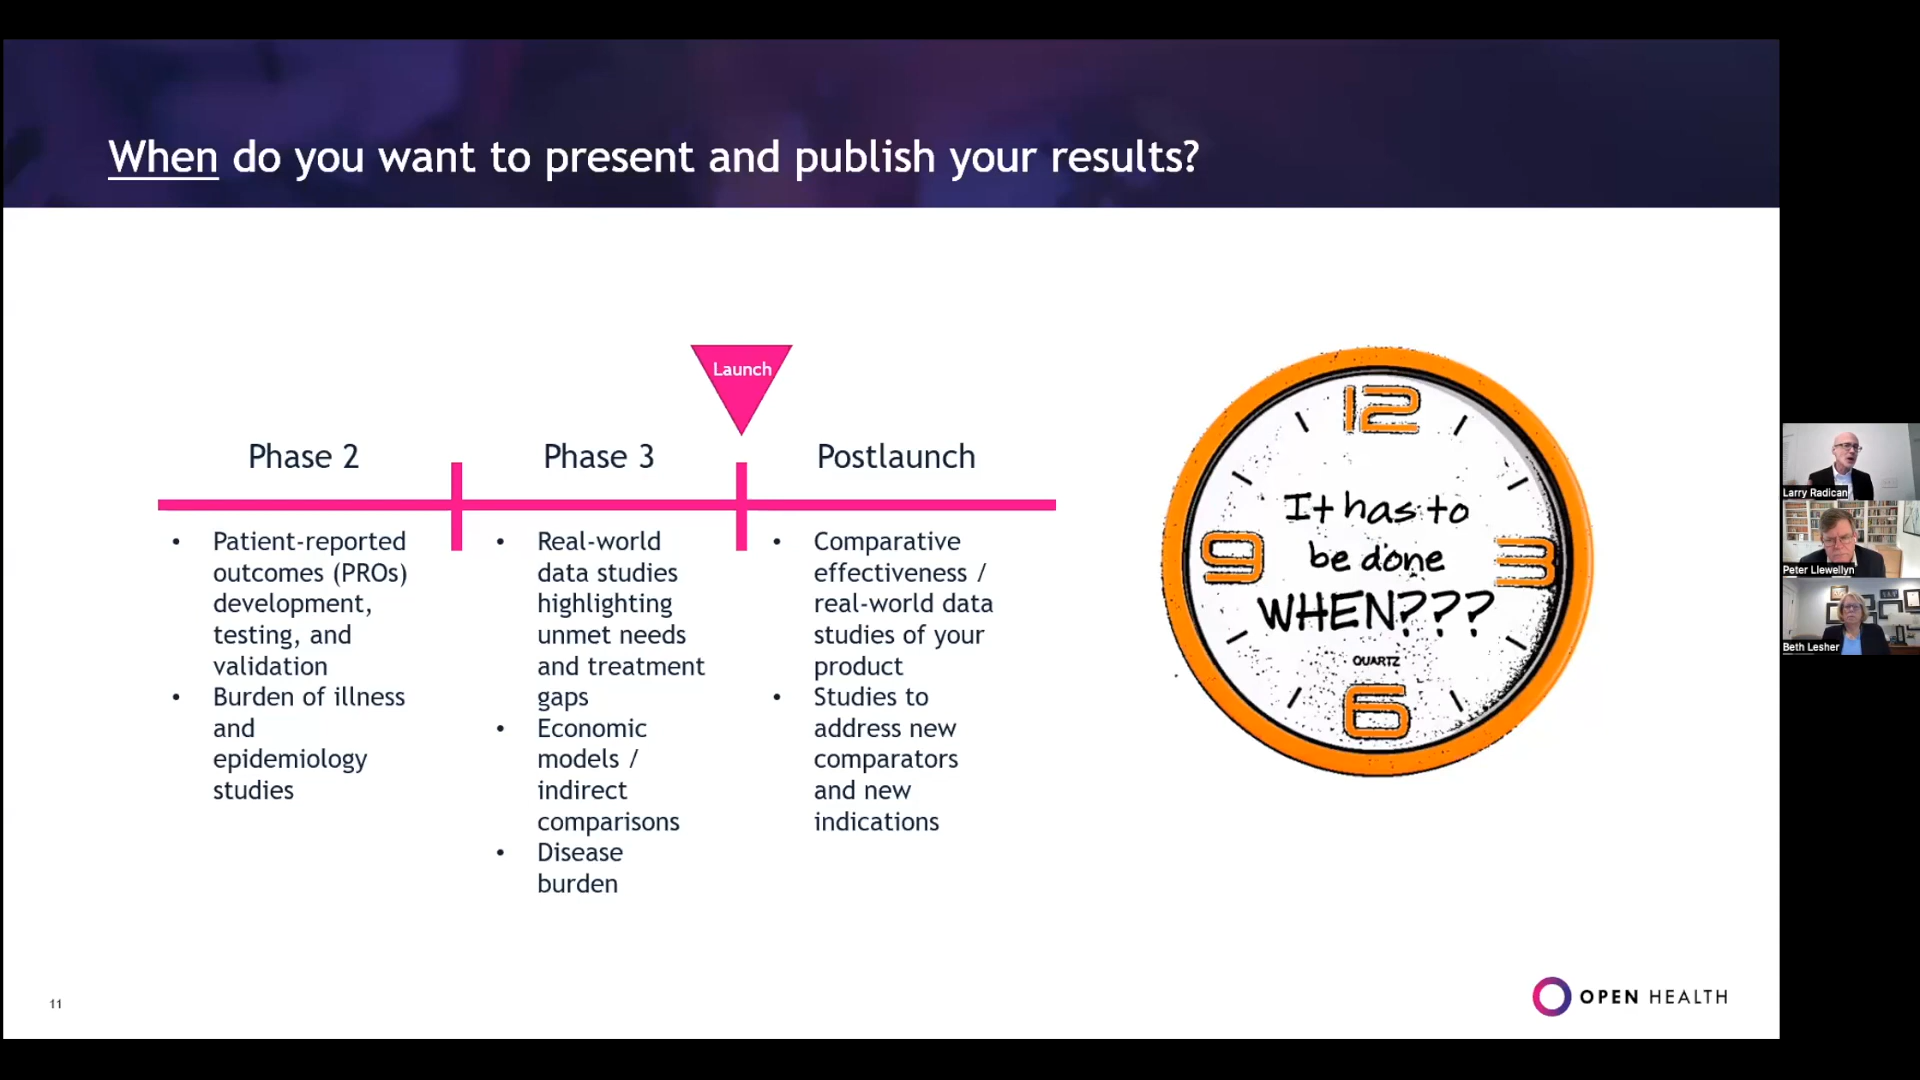 When do you want to present and publish your results?
Launch
Phase 2
Phase 3
Postlaunch
• Patient-reported
outcomes (PROs)
development,
testing, and
validation
• Burden of illness
and
epidemiology
studies
• Real-world
data studies
highlighting
unmet needs
and treatment
gaps
• Economic
models /
indirect
comparisons
• Disease
burden
• Comparative
effectiveness /
real-world data
studies of your
product
• Studies to
address new
comparators
and new
indications
12
It has to
be done
WHEN???
9
3
QUARTZ
6
Larry Radican
Peter Llewellyn
Beth Lesher
11
OPEN HEALTH